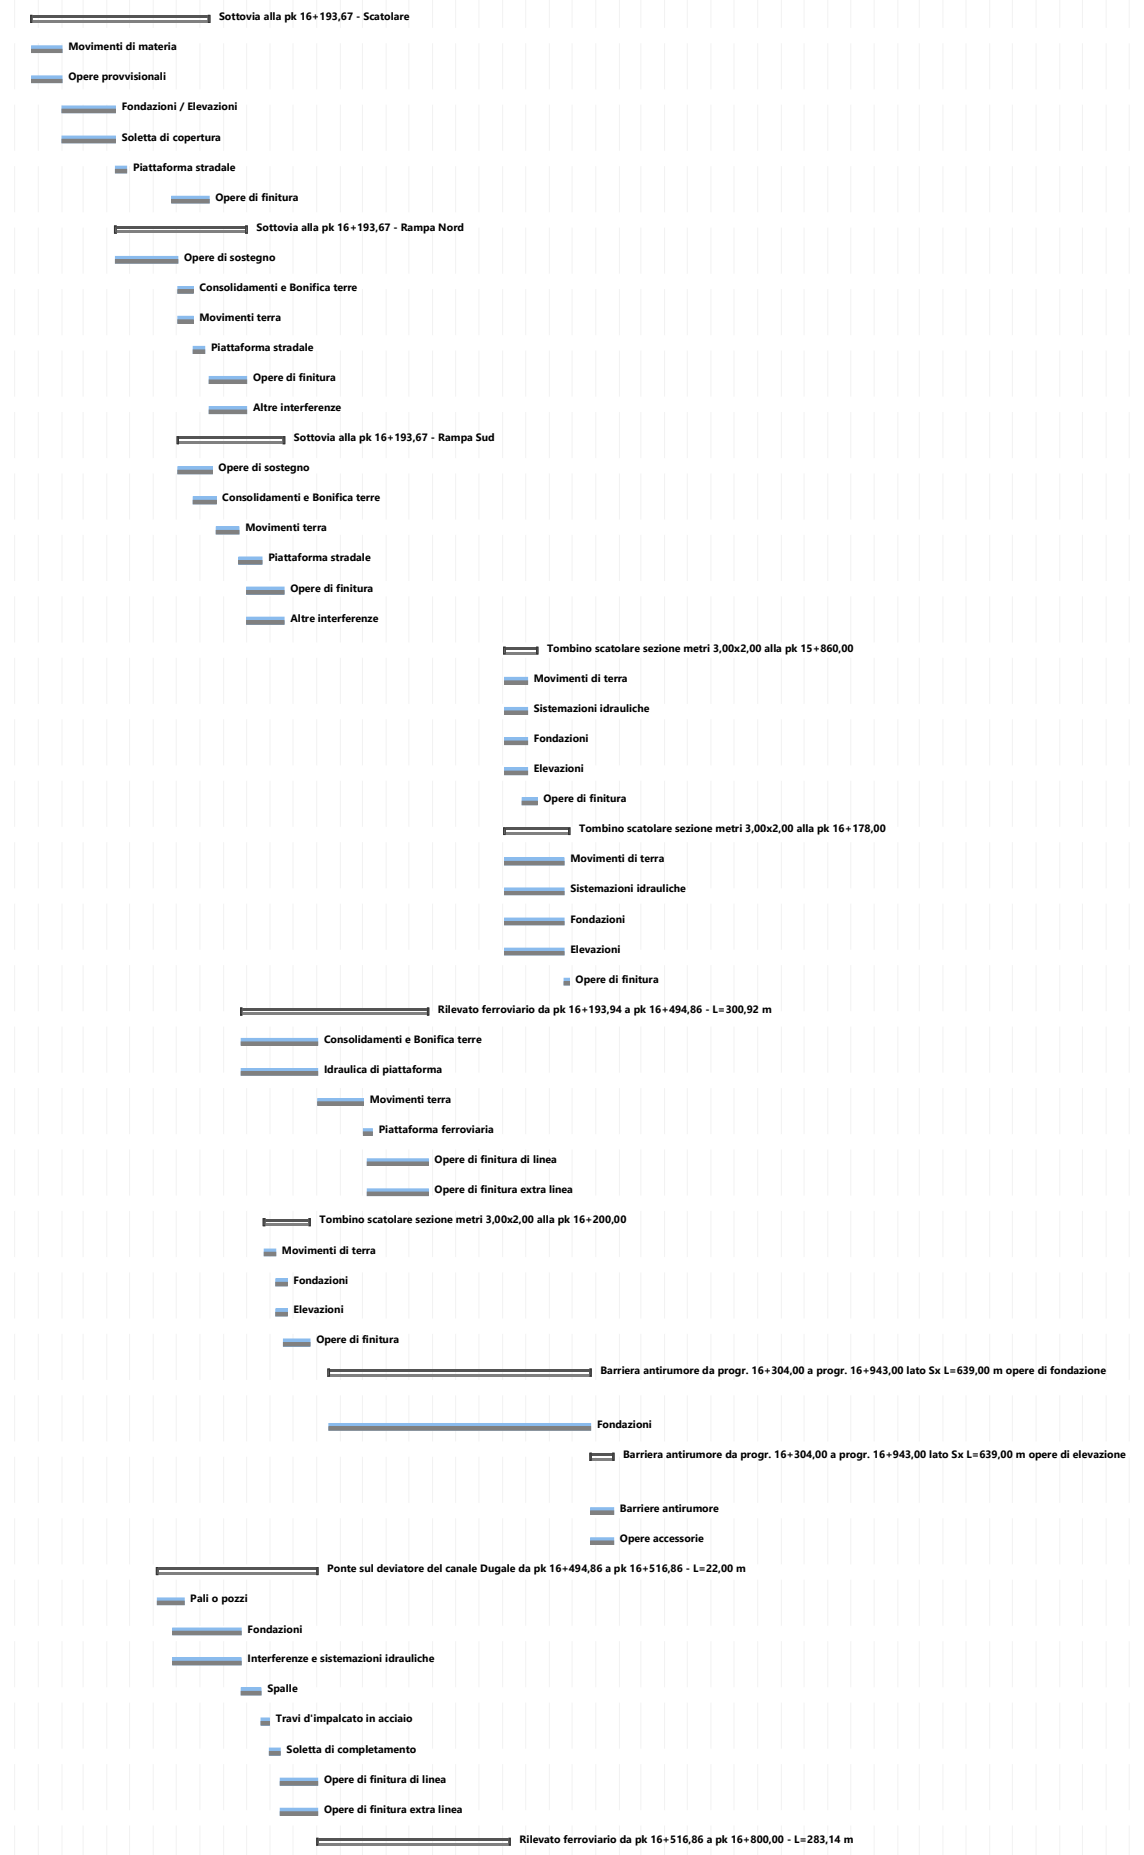 Sottovia alla pk 16+193,67 - Scatolare
Movimenti di materia
Opere provvisionali
Fondazioni / Elevazioni
Soletta di copertura
Piattaforma stradale
Opere di finitura
Sottovia alla pk 16+193,67 - Rampa Nord
Opere di sostegno
Consolidamenti e Bonifica terre
Movimenti terra
Piattaforma stradale
Opere di finitura
Altre interferenze
Sottovia alla pk 16+193,67 - Rampa Sud
Opere di sostegno
Consolidamenti e Bonifica terre
Movimenti terra
Piattaforma stradale
Opere di finitura
Altre interferenze
Tombino scatolare sezione metri 3,00x2,00 alla pk 15+860,00
Movimenti di terra
Sistemazioni idrauliche
Fondazioni
Elevazioni
Opere di finitura
Tombino scatolare sezione metri 3,00x2,00 alla pk 16+178,00
Movimenti di terra
Sistemazioni idrauliche
Fondazioni
Elevazioni
Opere di finitura
Rilevato ferroviario da pk 16+193,94 a pk 16+494,86 - L=300,92 m
Consolidamenti e Bonifica terre
Idraulica di piattaforma
Movimenti terra
Piattaforma ferroviaria
Opere di finitura di linea
Opere di finitura extra linea
Tombino scatolare sezione metri 3,00x2,00 alla pk 16+200,00
Movimenti di terra
Fondazioni
Elevazioni
Opere di finitura
Barriera antirumore da progr. 16+304,00 a progr. 16+943,00 lato Sx L=639,00 m opere di fondazione
Fondazioni
Barriera antirumore da progr. 16+304,00 a progr. 16+943,00 lato Sx L=639,00 m opere di elevazione
Barriere antirumore
Opere accessorie
Ponte sul deviatore del canale Dugale da pk 16+494,86 a pk 16+516,86 - L=22,00 m
Pali o pozzi
Fondazioni
Interferenze e sistemazioni idrauliche
Spalle
Travi d'impalcato in acciaio
Soletta di completamento
Opere di finitura di linea
Opere di finitura extra linea
Rilevato ferroviario da pk 16+516,86 a pk 16+800,00 - L=283,14 m